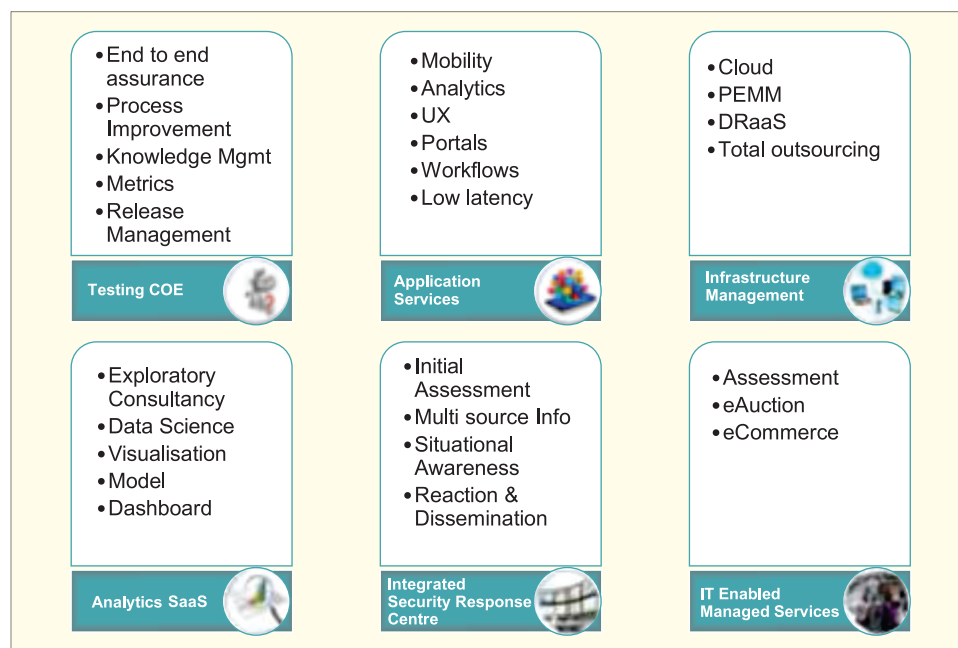 •End to end
assurance
•Process
Improvement
•Knowledge Mgmt
•Metrics
•Release
Management
Testing COE
•Mobility
•Analytics
•UX
•Portals
•Workflows
•Low latency
Application
Services
•Cloud
•PEMM
•DRaaS
•Total outsourcing
Infrastructure
Management
•Exploratory
Consultancy
•Data Science
•Visualisation
•Model
•Dashboard
Analytics SaaS
•Initial
Assessment
•Multi source Info
•Situational
Awareness
•Reaction &
Dissemination
Integrated
Security Response
Centre
•Assessment
•eAuction
•eCommerce
IT Enabled
Managed Services